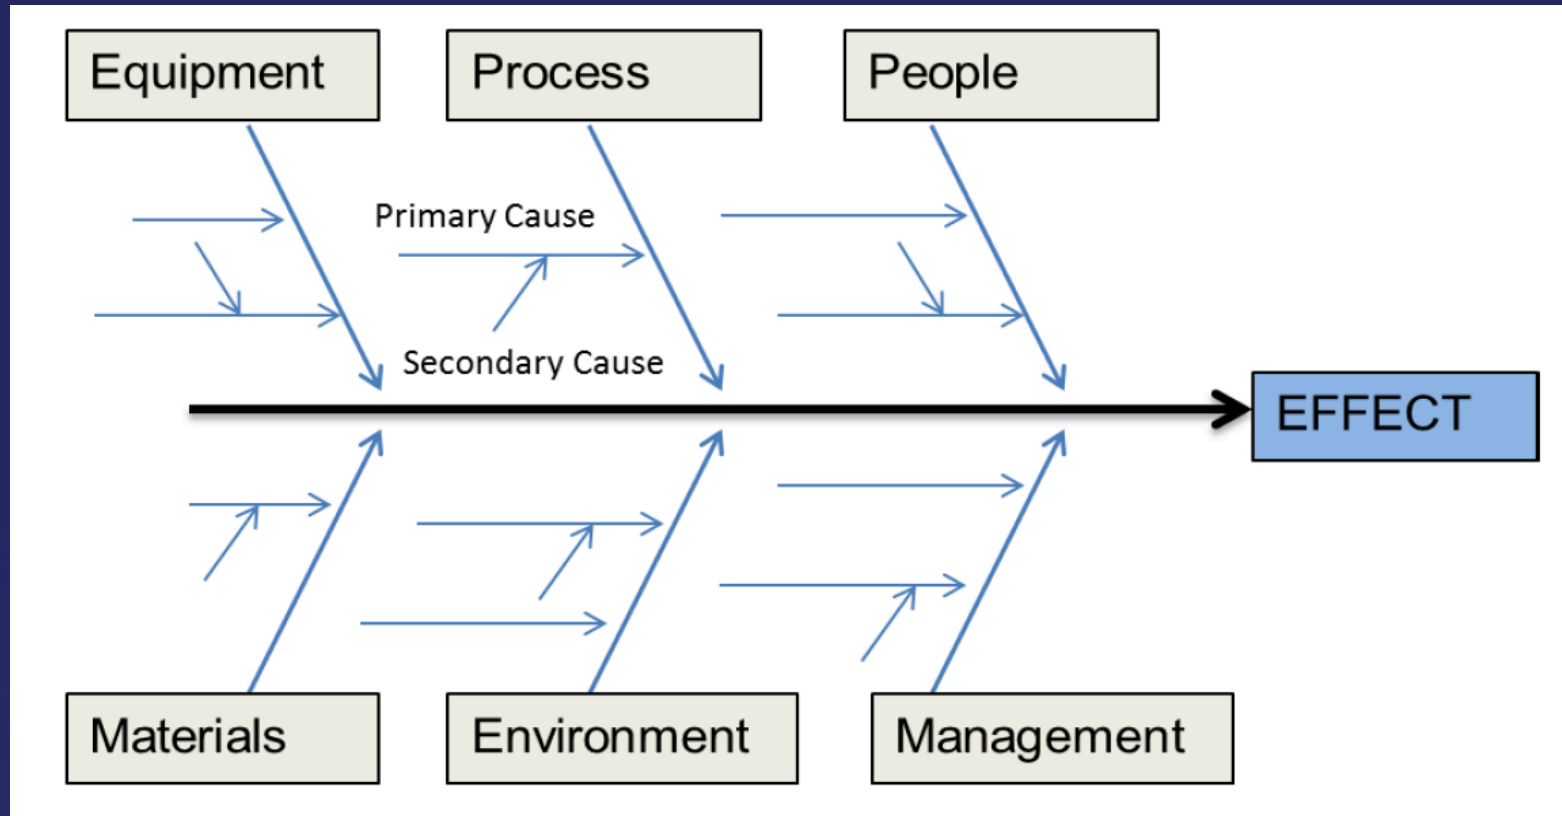 Equipment
Process
People
Primary Cause
Secondary Cause
EFFECT
Materials
Environment
Management